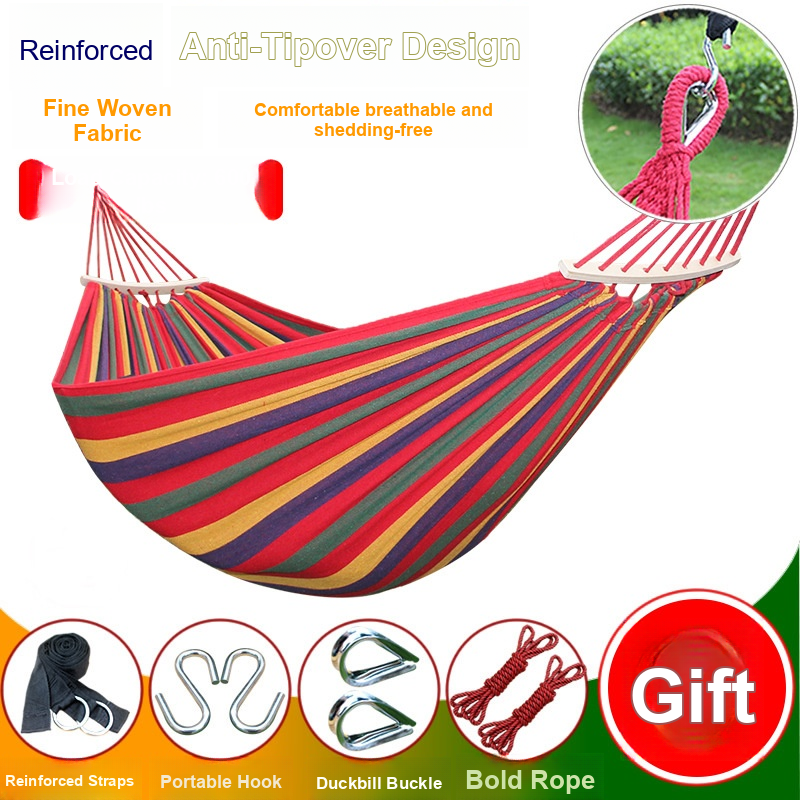 Reinforced
Anti-Tipover Design
Fine Woven
Fabric
Comfortable breathable and
shedding-free
Gift
Reinforced Straps
Portable Hook
Duckbill Buckle
Bold Rope